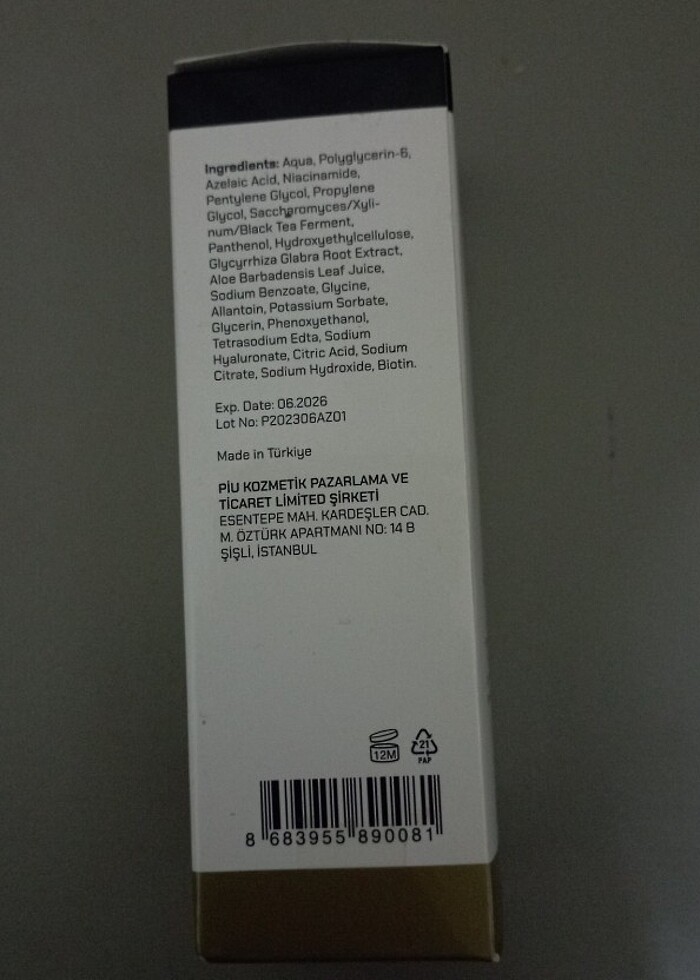 Ingredients: Aqua, Polyglycerin-6,
Azelaic Acid, Niacinamide,
Pentylene Glycol, Propylene
Glycol, Saccharomyces/Xyli-
num/Black Tea Ferment,
Panthenol, Hydroxyethylcellulose,
Glycyrrhiza Glabra Root Extract,
Aloe Barbadensis Leaf Juice,
Sodium Benzoate, Glycine,
Allantoin, Potassium Sorbate,
Glycerin, Phenoxyethanol,
Tetrasodium Edta, Sodium
Hyaluronate, Citric Acid, Sodium
Citrate, Sodium Hydroxide, Biotin.
Exp. Date: 06.2026
Lot No: P202306AZ01
Made in Türkiye
PİU KOZMETİK PAZARLAMA VE
TİCARET LİMİTED ŞİRKETİ
ESENTEPE MAH. KARDEŞLER CAD.
M. ÖZTÜRK APARTMANI NO: 14 B
ŞİŞLİ, İSTANBUL
12M
21
PAP
8 683955 890081